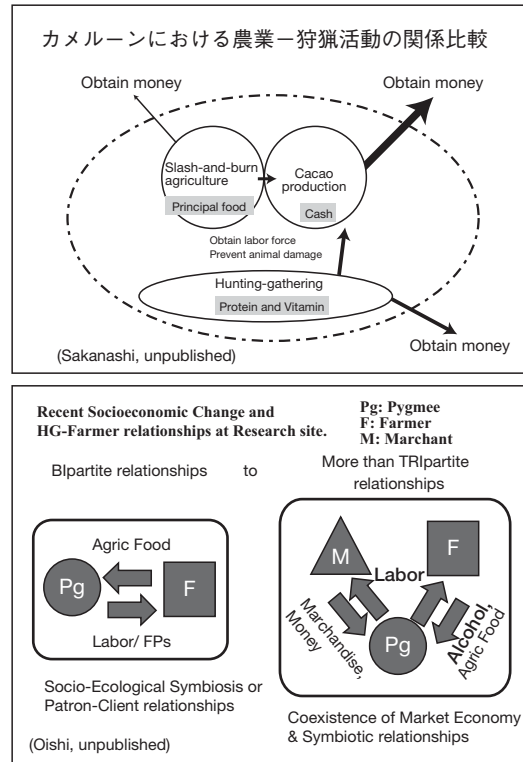 カメルーンにおける農業－狩猟活動の関係比較
Obtain money
Obtain money
Slash-and-burn
agriculture
Principal food
Cacao
production
Cash
Obtain labor force
Prevent animal damage
Hunting-gathering
Protein and Vitamin
Obtain money
(Sakanashi, unpublished)
Recent Socioeconomic Change and
HG-Farmer relationships at Research site.
Pg: Pygmee
F: Farmer
M: Marchant
BIpartite relationships to
More than TRIpartite
relationships
Agric Food
Pg
F
Labor/ FPs
M
F
Labor
Marchandise,
Money
Pg
Alcohol,
Agric Food
Socio-Ecological Symbiosis or
Patron-Client relationships
Coexistence of Market Economy
& Symbiotic relationships
(Oishi, unpublished)